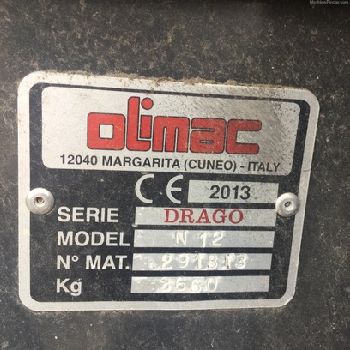 olimac
12040 MARGARITA (CUNEO) - ITALY
CE 2013
SERIE DRAGO
MODEL N 12
N° MAT.
Kg